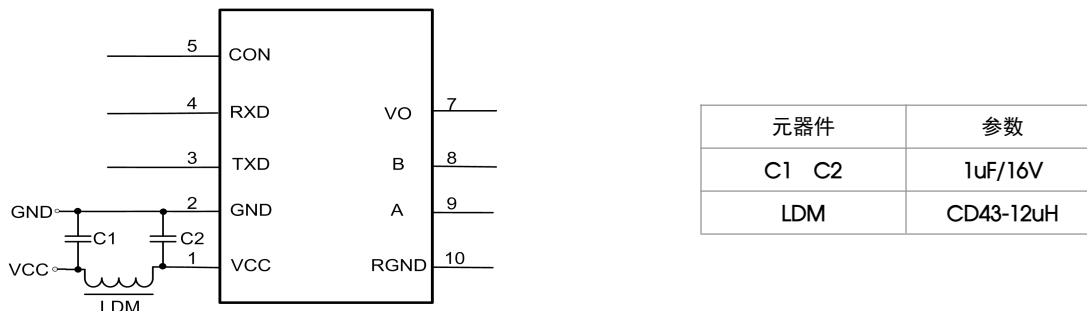 5 CON
4 RXD
VO 7
3 TXD
B 8
GND 2 GND
A 9
C1 C2
VCC 1 VCC
RGND 10
LDM
元器件 参数
C1 C2 1uF/16V
LDM CD43-12uH